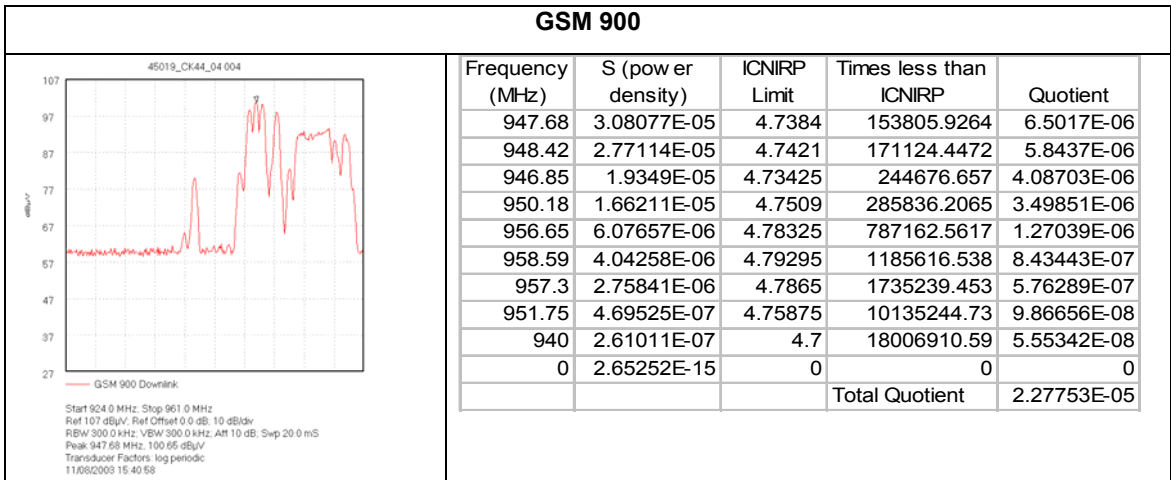 GSM 900
45019_CK44_04 004
107
97
87
77
67
57
47
37
27
dBµV
GSM 900 Downlink
Start 924.0 MHz; Stop 961.0 MHz
Ref 107 dBµV; Ref Offset 0.0 dB; 10 dB/div
RBW 300.0 kHz; VBW 300.0 kHz; Att 10 dB; Swp 20.0 mS
Peak 947.68 MHz, 100.65 dBµV
Transducer Factors: log periodic
11/08/2003 15:40:58
Frequency (MHz) S (pow er density) ICNIRP Limit Times less than ICNIRP Quotient
947.68 3.08077E-05 4.7384 153805.9264 6.5017E-06
948.42 2.77114E-05 4.7421 171124.4472 5.8437E-06
946.85 1.9349E-05 4.73425 244676.657 4.08703E-06
950.18 1.66211E-05 4.7509 285836.2065 3.49851E-06
956.65 6.07657E-06 4.78325 787162.5617 1.27039E-06
958.59 4.04258E-06 4.79295 1185616.538 8.43443E-07
957.3 2.75841E-06 4.7865 1735239.453 5.76289E-07
951.75 4.69525E-07 4.75875 10135244.73 9.86656E-08
940 2.61011E-07 4.7 18006910.59 5.55342E-08
0 2.65252E-15 0 0 0
Total Quotient 2.27753E-05